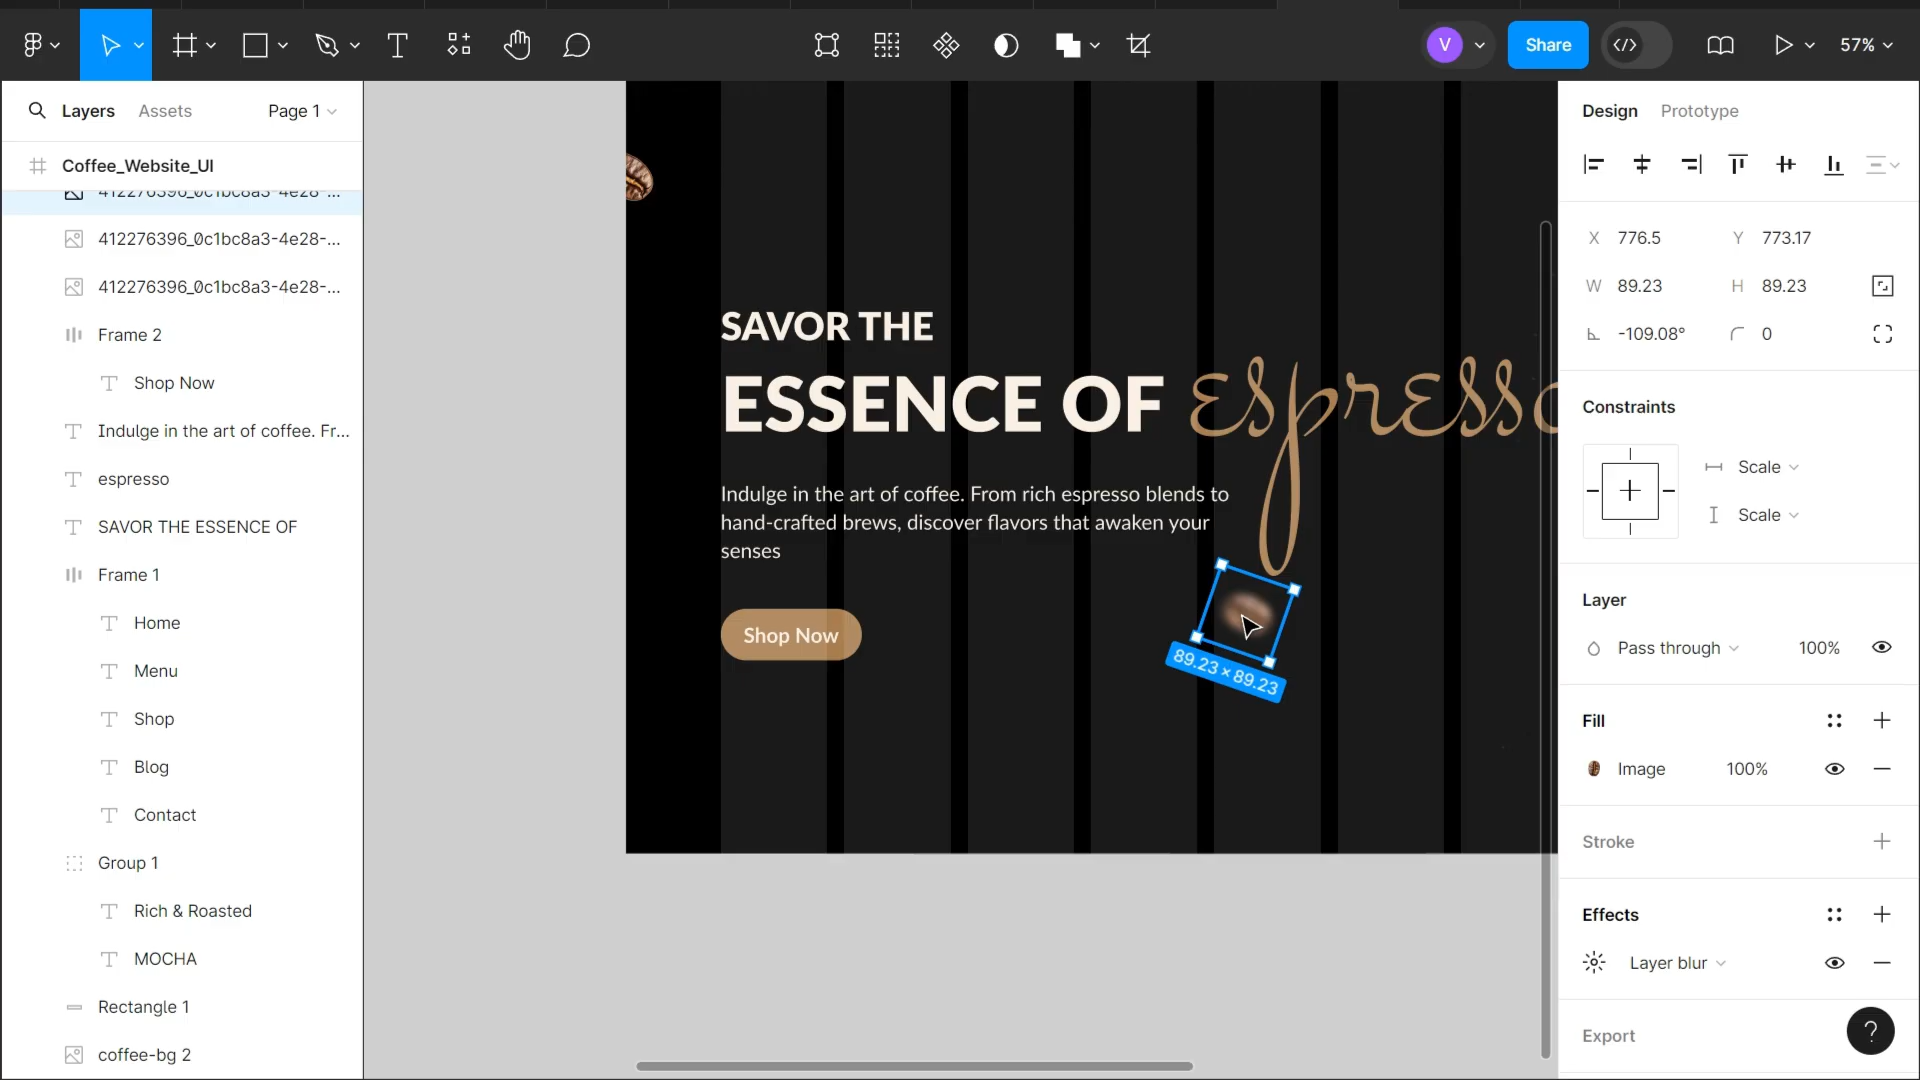 V
Share
57%
Layers
Assets
Page 1
Design
Prototype
Coffee_Website_UI
412276396_0c1bc8a3-4e28-...
412276396_0c1bc8a3-4e28-...
412276396_0c1bc8a3-4e28-...
Frame 2
Shop Now
Indulge in the art of coffee. Fr...
espresso
SAVOR THE ESSENCE OF
Frame 1
Home
Menu
Shop
Blog
Contact
Group 1
Rich & Roasted
MOCHA
Rectangle 1
coffee-bg 2
SAVOR THE
ESSENCE OF espresso
Indulge in the art of coffee. From rich espresso blends to
hand-crafted brews, discover flavors that awaken your
senses
Shop Now
89.23 × 89.23
X 776.5 Y 773.17
W 89.23 H 89.23
-109.08° 0
Constraints
Scale
Scale
Layer
Pass through 100%
Fill
Image 100%
Stroke
Effects
Layer blur
Export
?